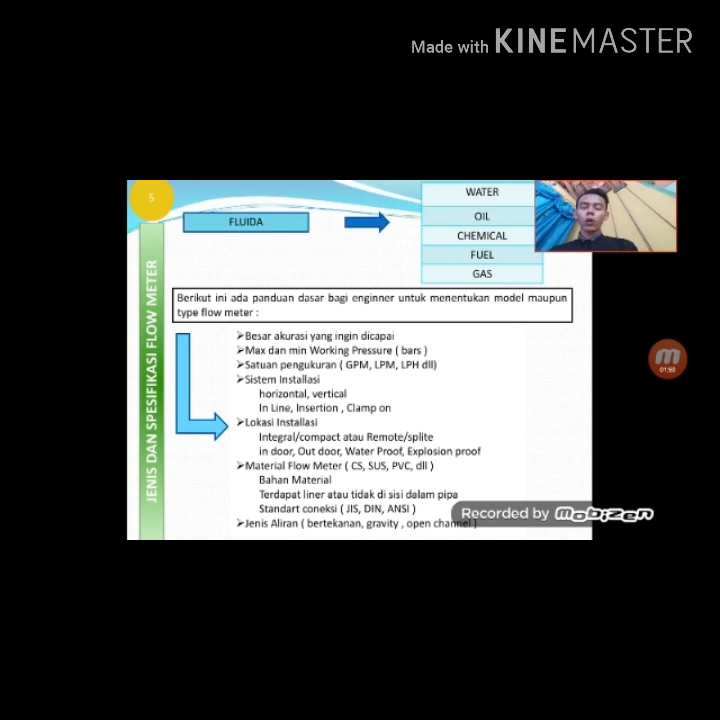 Made with KINEMASTER
5
WATER
FLUIDA
OIL
CHEMICAL
FUEL
GAS
JENIS DAN SPESIFIKASI FLOW METER
Berikut ini ada panduan dasar bagi enginner untuk menentukan model maupun
type flow meter :
➤Besar akurasi yang ingin dicapai
➤Max dan min Working Pressure ( bars )
➤Satuan pengukuran ( GPM, LPM, LPH dll)
➤Sistem Installasi
horizontal, vertical
In Line, Insertion , Clamp on
➤Lokasi Installasi
Integral/compact atau Remote/splite
in door, Out door, Water Proof, Explosion proof
➤Material Flow Meter ( CS, SUS, PVC, dll )
Bahan Material
Terdapat liner atau tidak di sisi dalam pipa
Standart coneksi ( JIS, DIN, ANSI )
➤Jenis Aliran ( bertekanan, gravity , open channel )
01:50
Recorded by mobizen